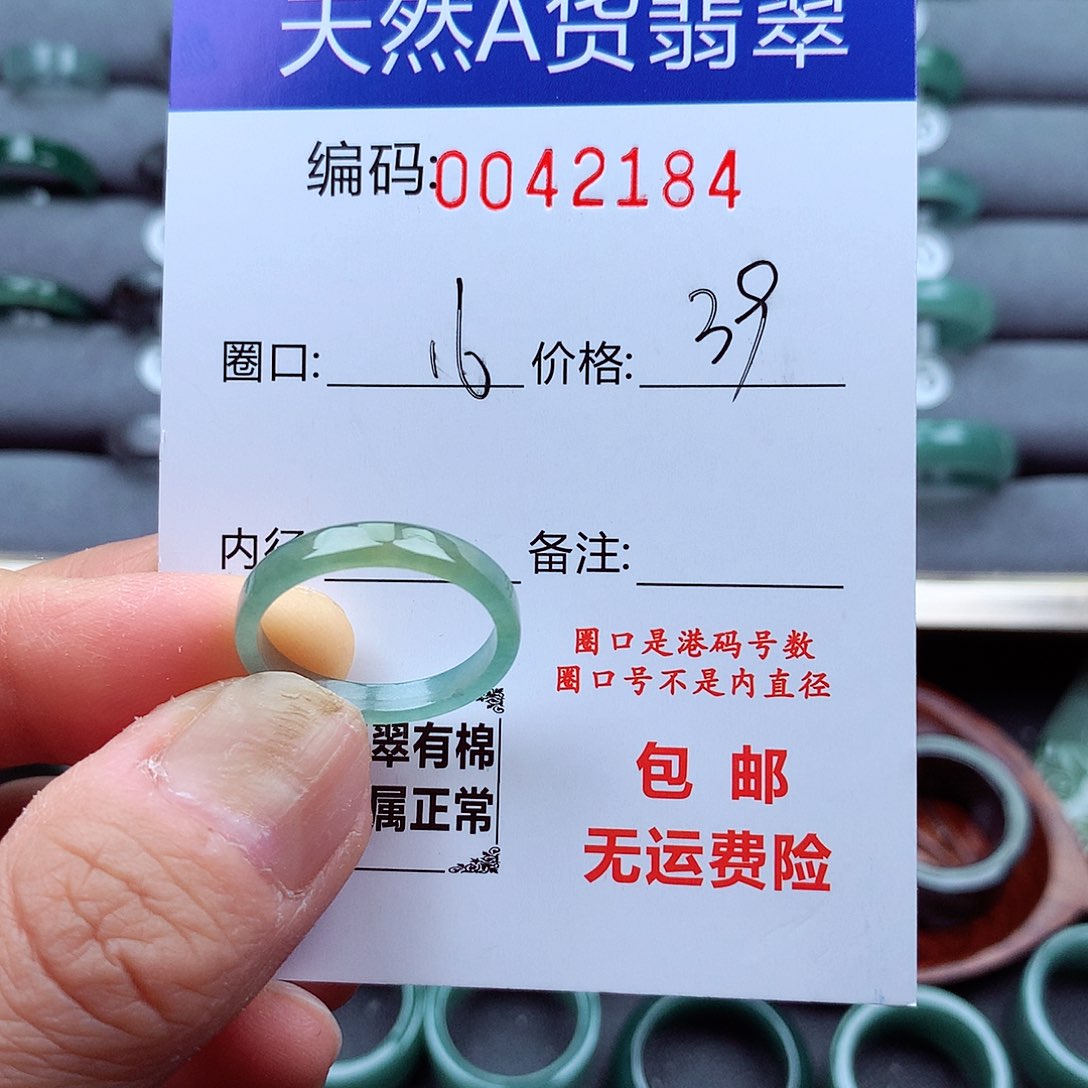 天然A货翡翠
编码:0042184
圈口: 16 价格: 39
内径 备注:
圈口是港码号数
圈口号不是内直径
翠有棉
属正常
包邮
无运费险